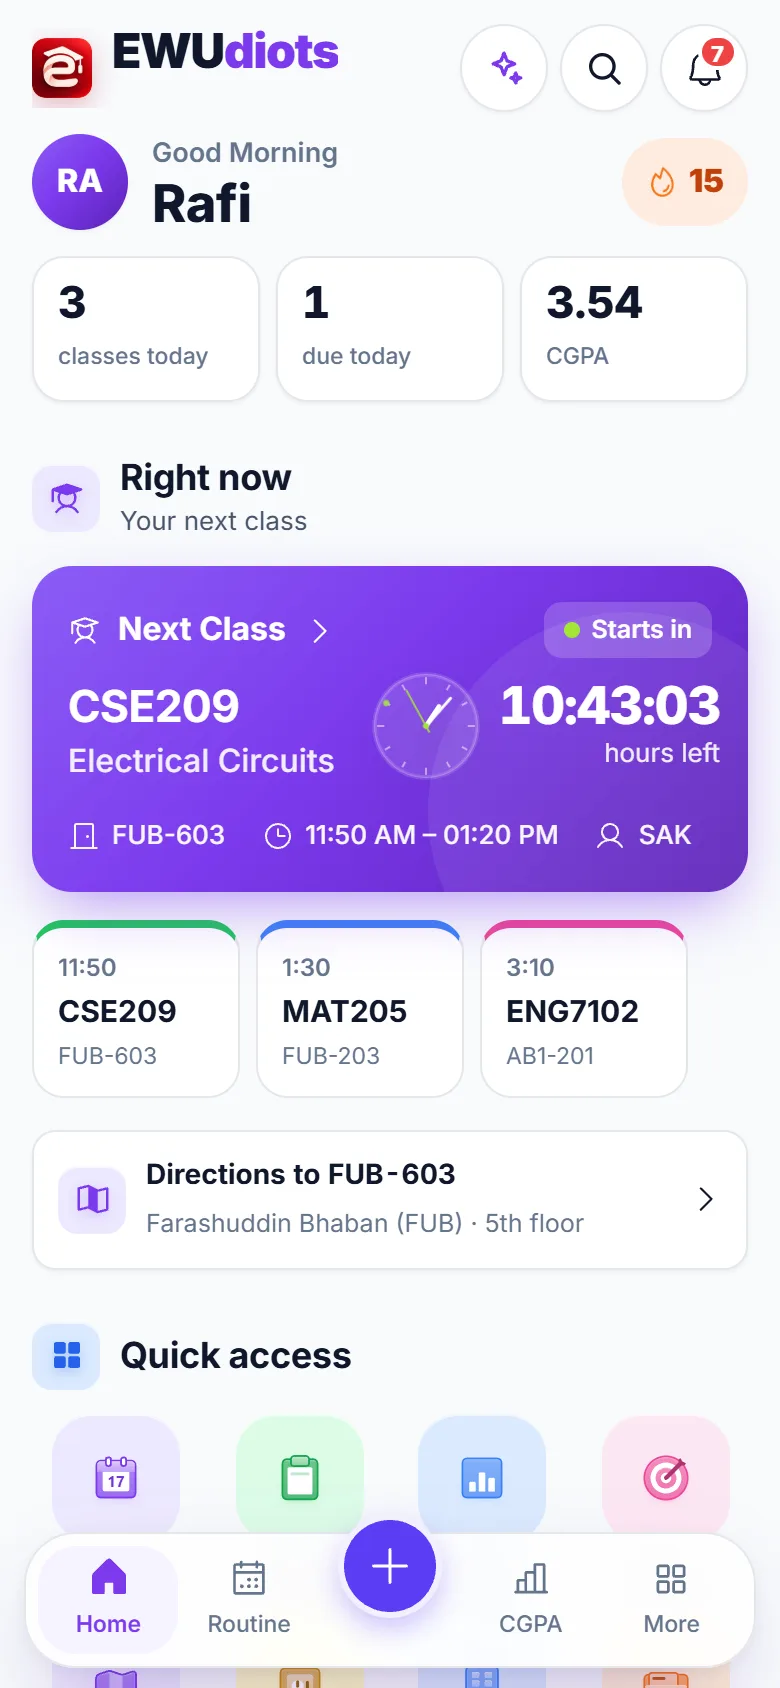 EWUdiots
7
RA
Good Morning
Rafi
15
3
classes today
1
due today
3.54
CGPA
Right now
Your next class
Next Class
Starts in
CSE209
Electrical Circuits
10:43:03
hours left
FUB-603
11:50 AM – 01:20 PM
SAK
11:50
CSE209
FUB-603
1:30
MAT205
FUB-203
3:10
ENG7102
AB1-201
Directions to FUB-603
Farashuddin Bhaban (FUB) · 5th floor
Quick access
17
Home
Routine
CGPA
More